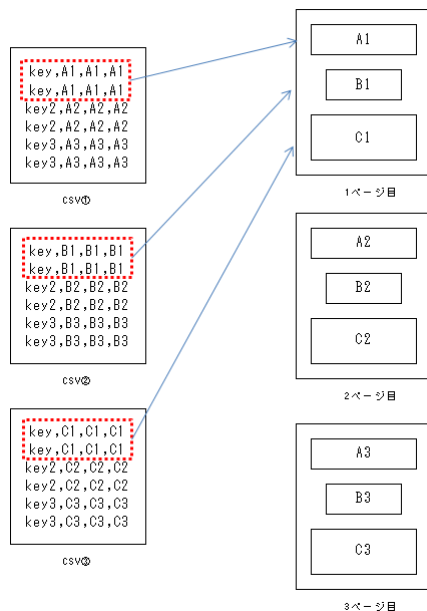 key,A1,A1,A1
key,A1,A1,A1
key2,A2,A2,A2
key2,A2,A2,A2
key3,A3,A3,A3
key3,A3,A3,A3
csv①
key,B1,B1,B1
key,B1,B1,B1
key2,B2,B2,B2
key2,B2,B2,B2
key3,B3,B3,B3
key3,B3,B3,B3
csv②
key,C1,C1,C1
key,C1,C1,C1
key2,C2,C2,C2
key2,C2,C2,C2
key3,C3,C3,C3
key3,C3,C3,C3
csv③
A1
B1
C1
1ページ目
A2
B2
C2
2ページ目
A3
B3
C3
3ページ目